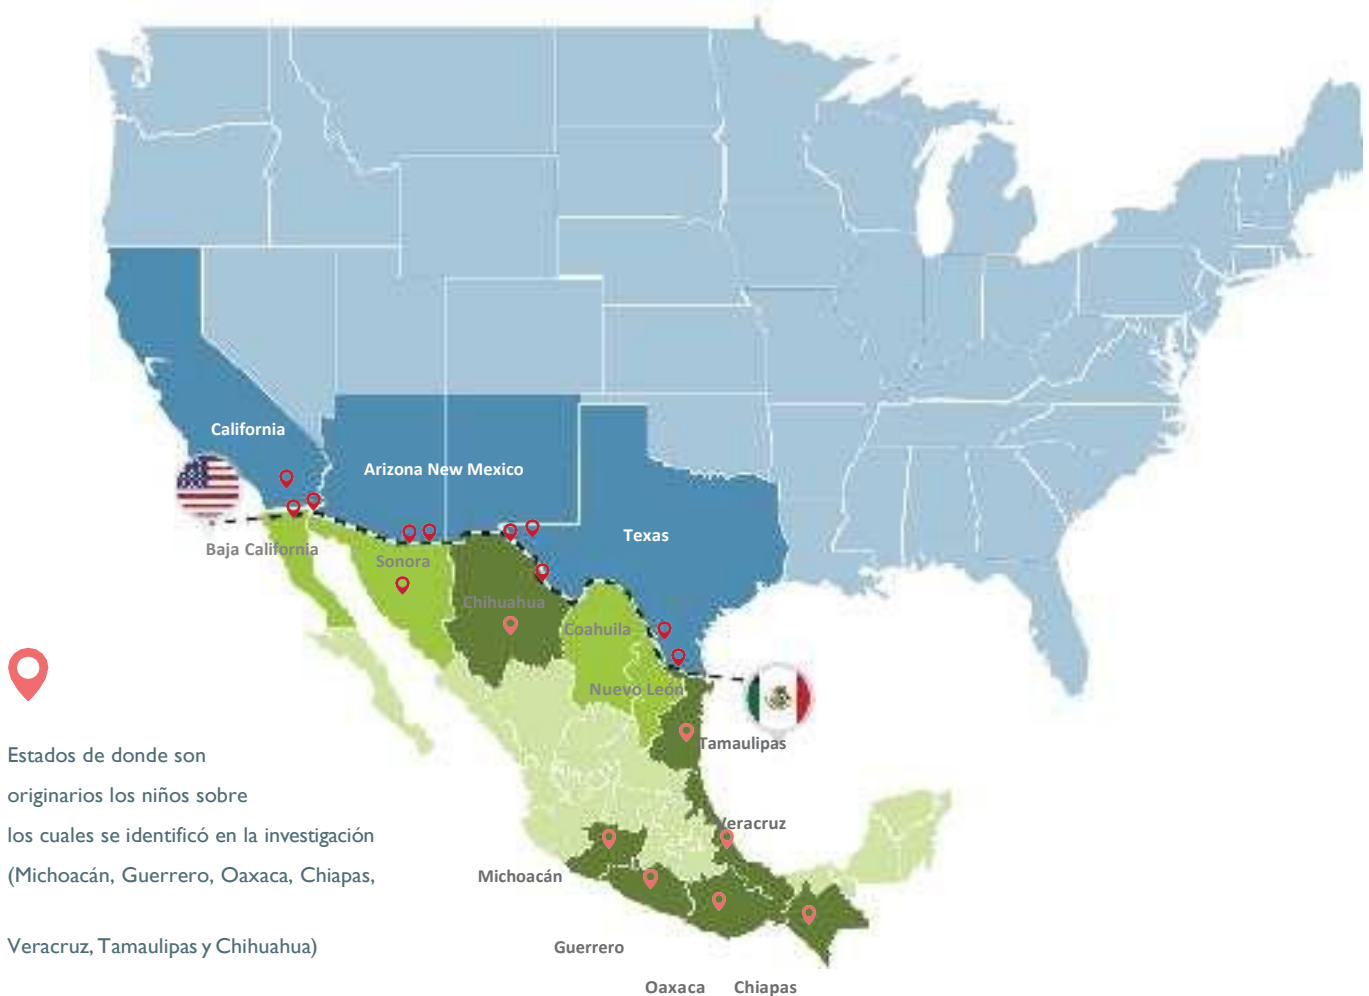 California
Arizona New Mexico
Texas
Baja California
Sonora
Chihuahua
Coahuila
Nuevo León
Tamaulipas
Veracruz
Michoacán
Guerrero
Oaxaca Chiapas
Estados de donde son
originarios los niños sobre
los cuales se identificó en la investigación
(Michoacán, Guerrero, Oaxaca, Chiapas,
Veracruz, Tamaulipas y Chihuahua)